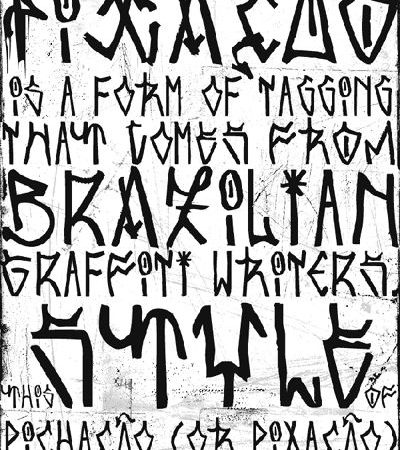 PIXAÇÃO
IS A FORM OF TAGGING
THAT COMES FROM
BRAZILIAN
GRAFFITI WRITERS.
THIS STYLE OF
PICHAÇÃO (OR PIXAÇÃO